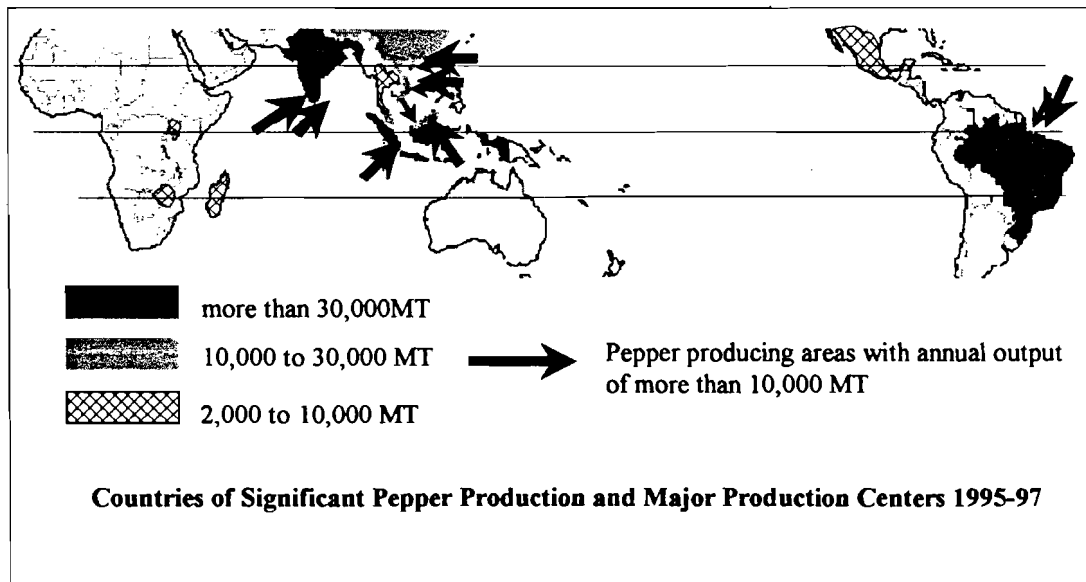 more than 30,000MT
10,000 to 30,000 MT
2,000 to 10,000 MT
Pepper producing areas with annual output
of more than 10,000 MT
Countries of Significant Pepper Production and Major Production Centers 1995-97